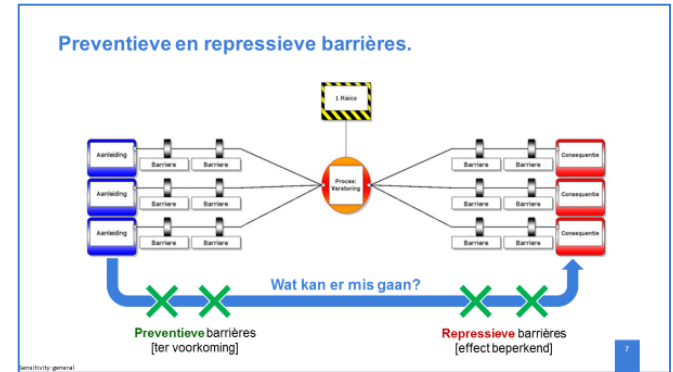 Preventieve en repressieve barrières.
1 Risico
Aanleiding
Barriere Barriere
Aanleiding
Barriere Barriere
Aanleiding
Barriere Barriere
Proces:
Verstoring
Barriere Barriere
Consequentie
Barriere Barriere
Consequentie
Barriere Barriere
Consequentie
Wat kan er mis gaan?
Preventieve barrières
[ter voorkoming]
Repressieve barrières
[effect beperkend]
7
Sensitivity: general